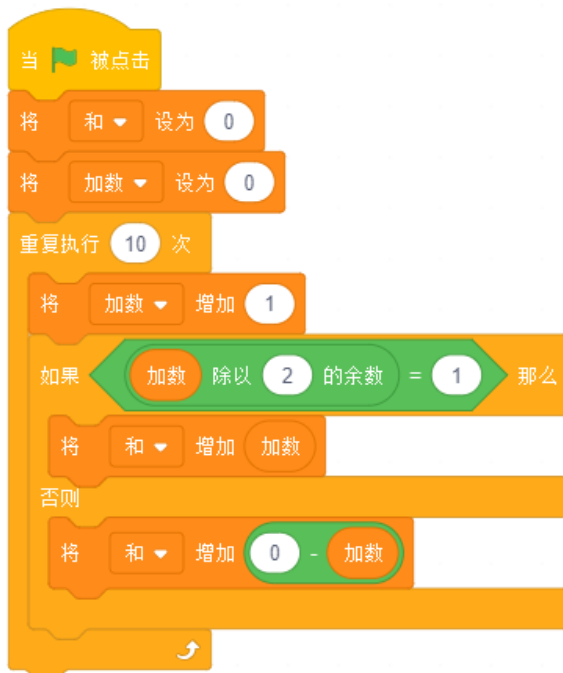 当 被点击
将 和 设为 0
将 加数 设为 0
重复执行 10 次
将 加数 增加 1
如果 加数 除以 2 的余数 = 1 那么
将 和 增加 加数
否则
将 和 增加 0 - 加数